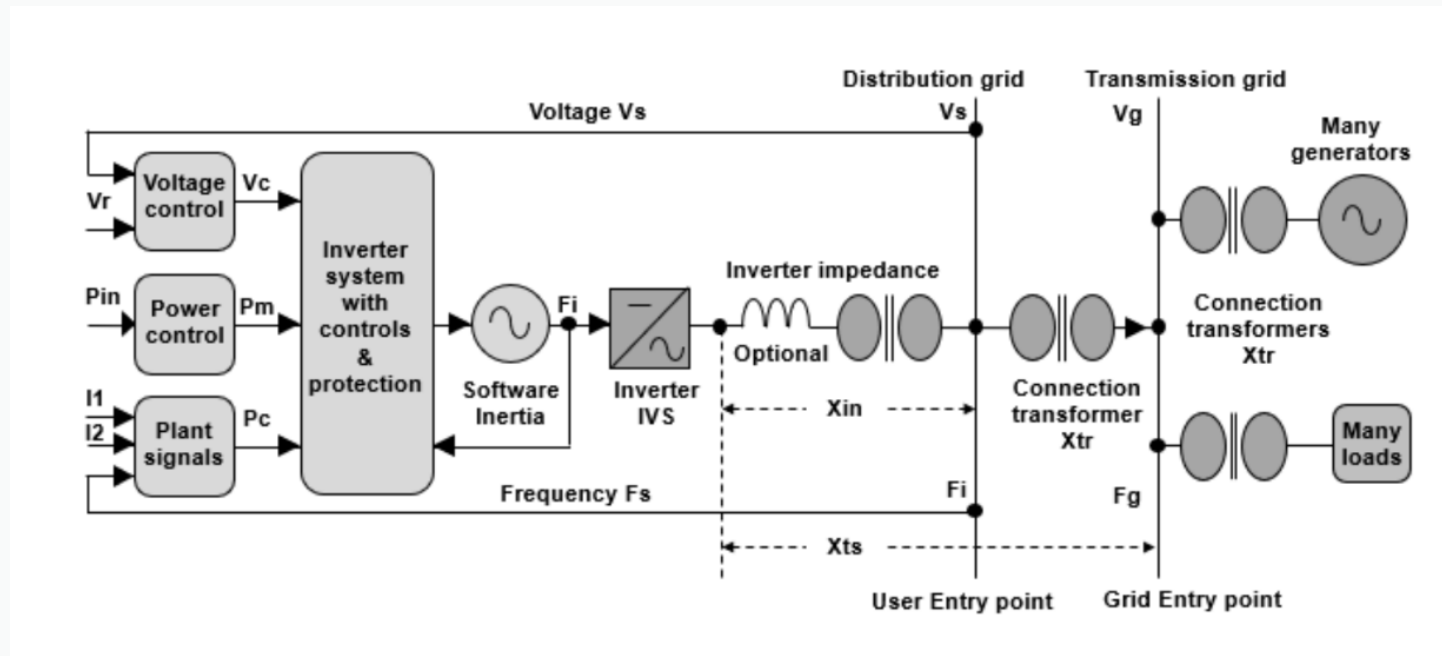 Distribution grid
Transmission grid
Voltage Vs
Vs
Vg
Many
generators
Voltage
control
Vc
Vr
Inverter
system
with
controls
&
protection
Inverter impedance
Pin
Power
control
Pm
Fi
Optional
Connection
transformers
Xtr
Software
Inertia
Inverter
IVS
Xin
Connection
transformer
Xtr
I1
I2
Plant
signals
Pc
Many
loads
Frequency Fs
Fi
Fg
Xts
User Entry point
Grid Entry point